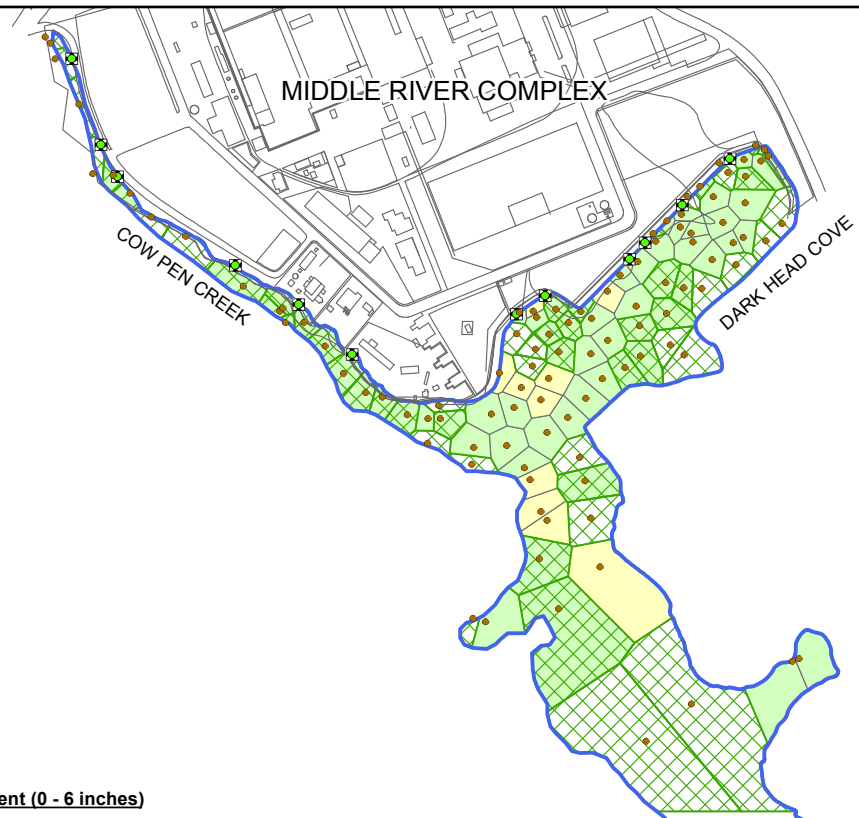 MIDDLE RIVER COMPLEX
COW PEN CREEK
DARK HEAD COVE
ent (0 - 6 inches)